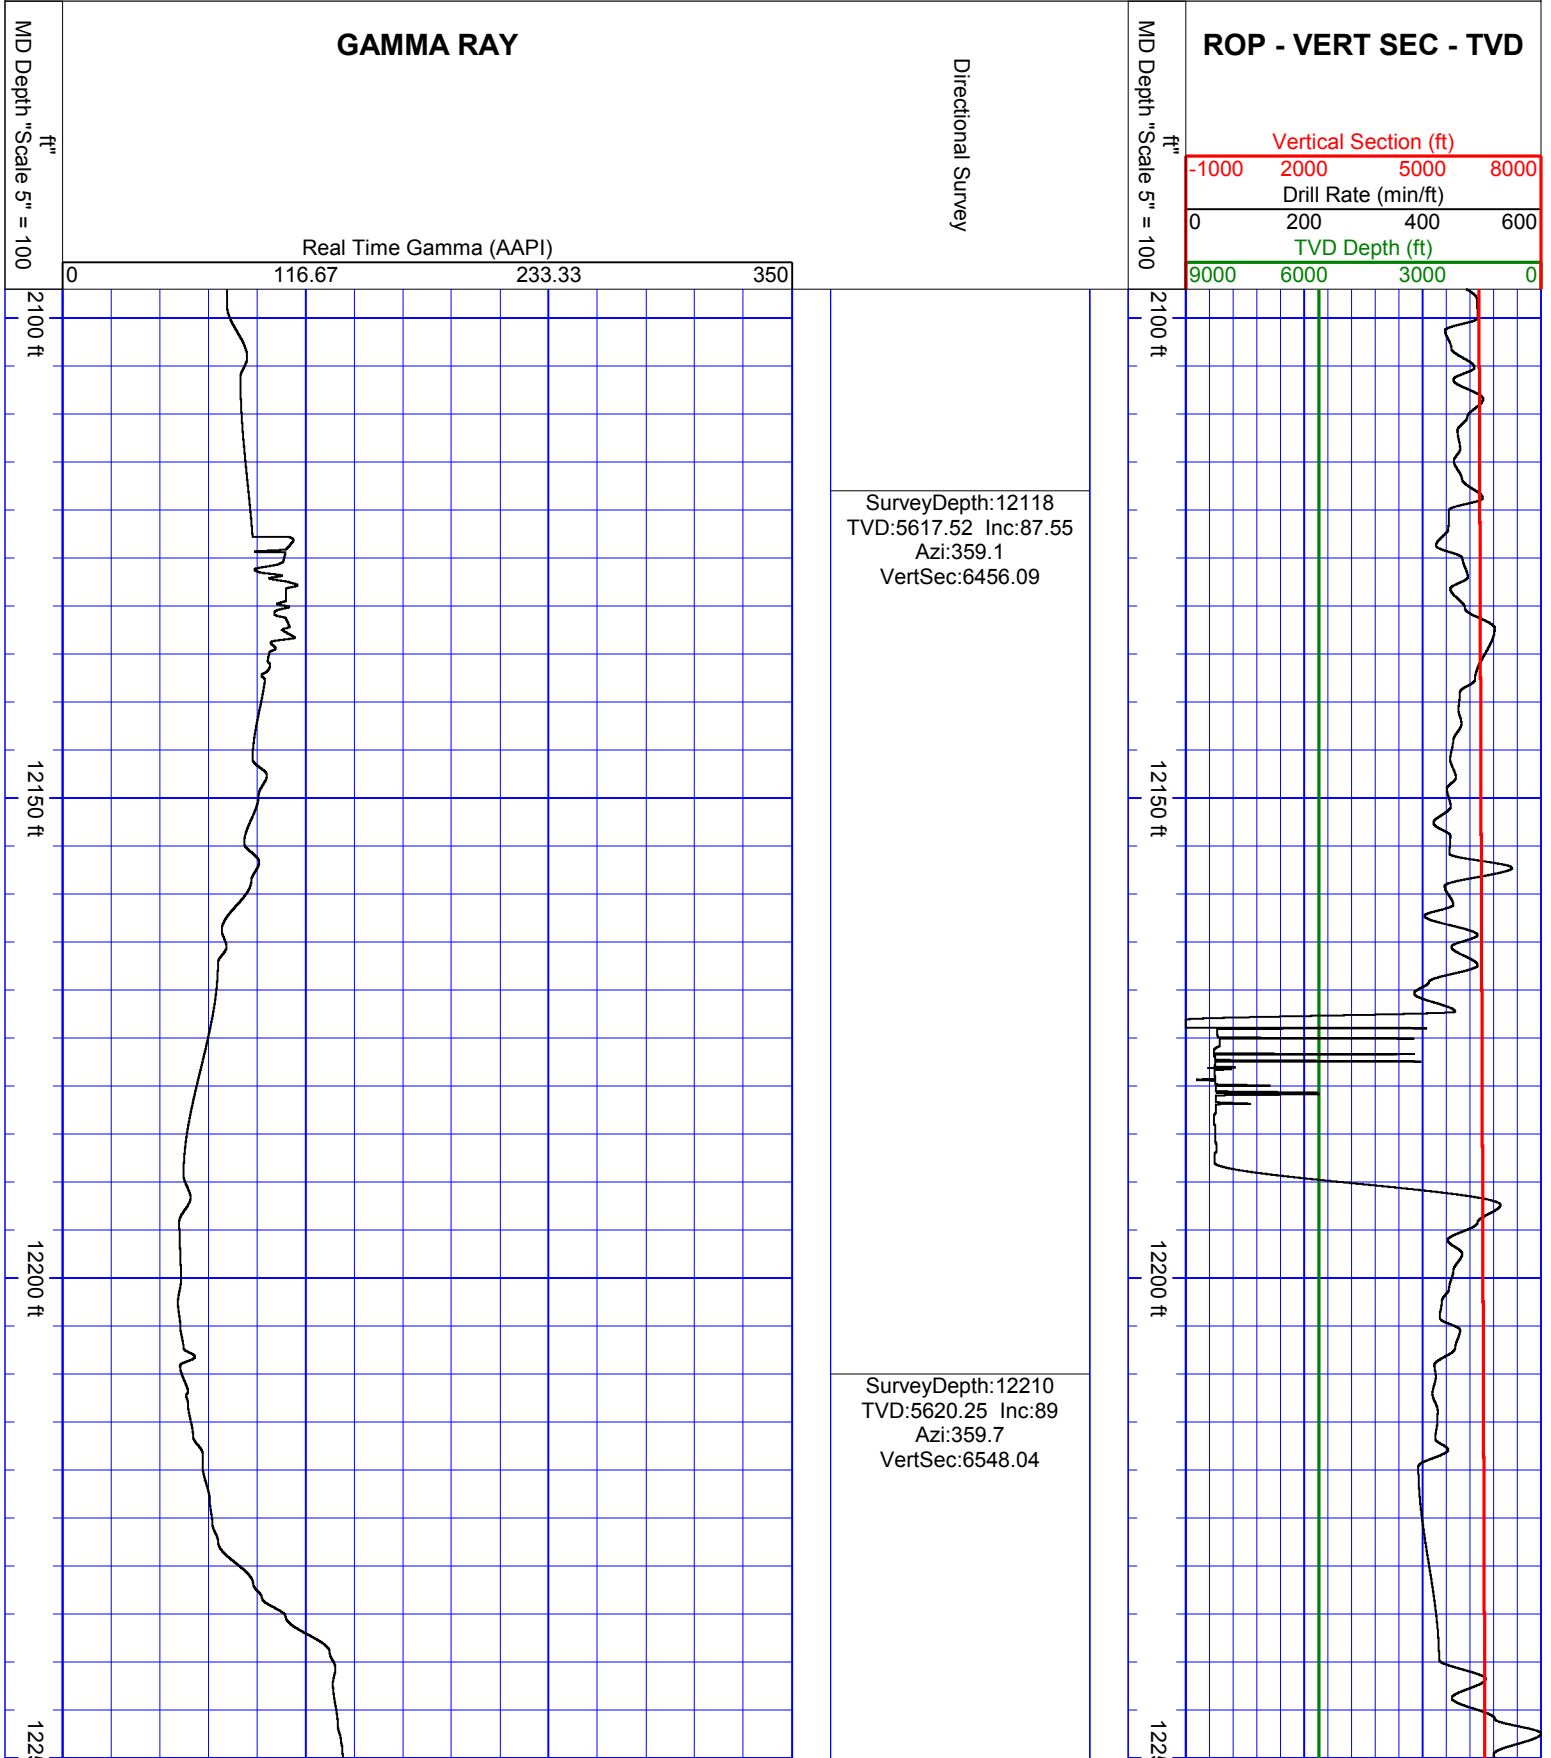 MD Depth "Scale 5" = 100
ft"
GAMMA RAY
Real Time Gamma (AAPI)
0 116.67 233.33 350
Directional Survey
MD Depth "Scale 5" = 100
ft"
ROP - VERT SEC - TVD
Vertical Section (ft)
-1000 2000 5000 8000
Drill Rate (min/ft)
0 200 400 600
TVD Depth (ft)
9000 6000 3000 0
2100 ft
2100 ft
SurveyDepth:12118
TVD:5617.52 Inc:87.55
Azi:359.1
VertSec:6456.09
12150 ft
12150 ft
12200 ft
12200 ft
SurveyDepth:12210
TVD:5620.25 Inc:89
Azi:359.7
VertSec:6548.04